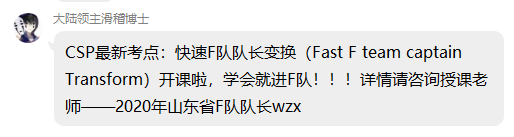 大陆领主滑稽博士
CSP最新考点：快速F队队长变换（Fast F team captain
Transform）开课啦，学会就进F队！！！详情请咨询授课老
师——2020年山东省F队队长wzx